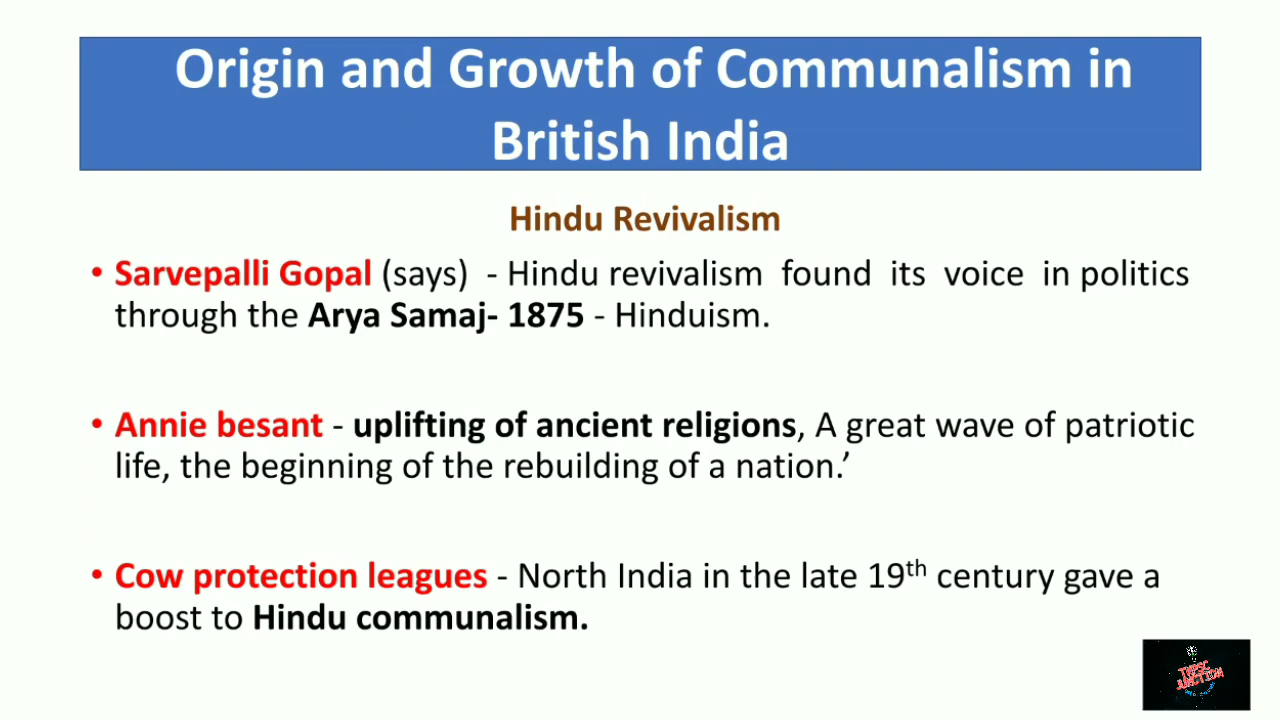 Origin and Growth of Communalism in
British India
Hindu Revivalism
• Sarvepalli Gopal (says) - Hindu revivalism found its voice in politics
through the Arya Samaj- 1875 - Hinduism.
• Annie besant - uplifting of ancient religions, A great wave of patriotic
life, the beginning of the rebuilding of a nation.’
• Cow protection leagues - North India in the late 19th century gave a
boost to Hindu communalism.
TNPSC
JUNCTION